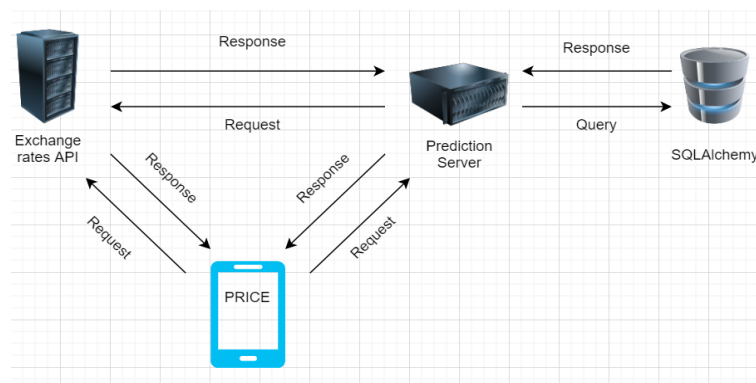 Response
Response
Request
Query
Exchange
rates API
Prediction
Server
SQLAlchemy
Response
Response
Request
Request
PRICE